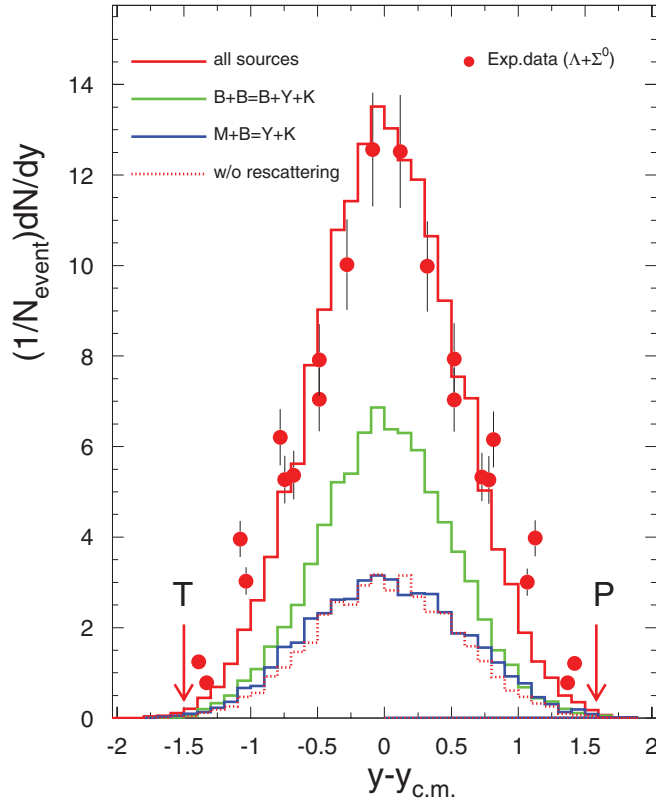 all sources
Exp.data (Λ+Σ⁰)
B+B=B+Y+K
M+B=Y+K
w/o rescattering
(1/N_event)dN/dy
14
12
10
8
6
4
2
0
T
P
-2 -1.5 -1 -0.5 0 0.5 1 1.5 2
y-y_c.m.